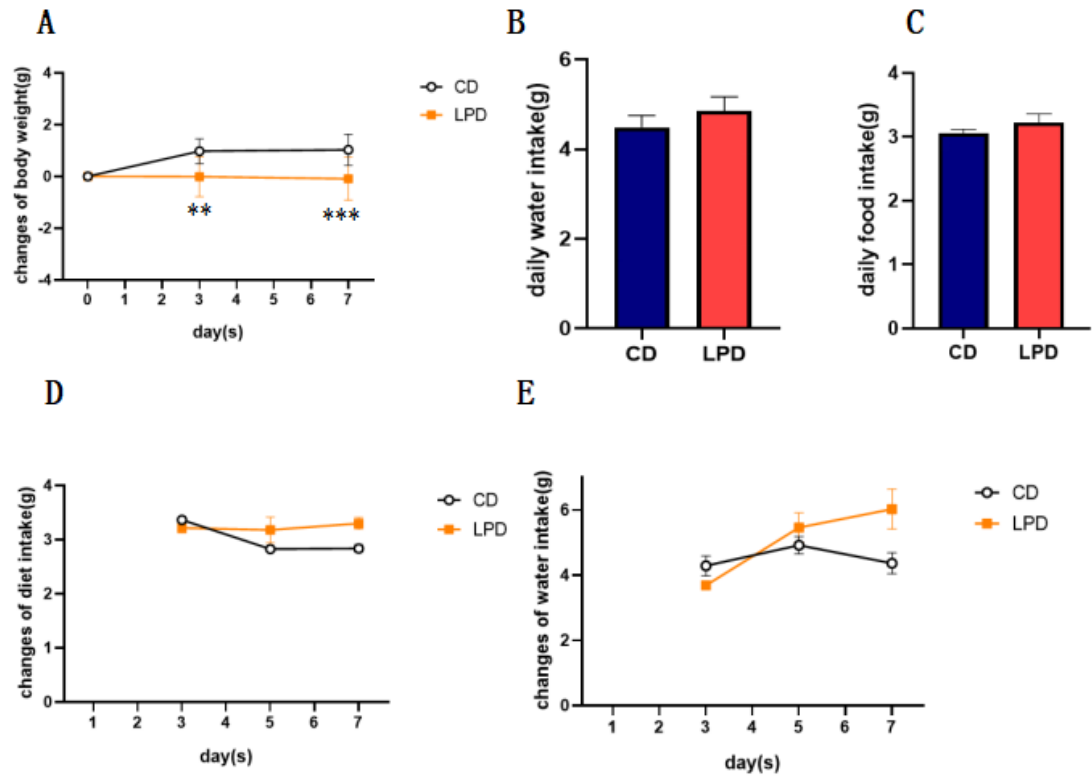 A
changes of body weight(g)
4
2
0
-2
-4
0 1 2 3 4 5 6 7
day(s)
CD
LPD
**
***
B
daily water intake(g)
6
4
2
0
CD LPD
C
daily food intake(g)
4
3
2
1
0
CD LPD
D
changes of diet intake(g)
4
3
2
1
0
1 2 3 4 5 6 7
day(s)
CD
LPD
E
changes of water intake(g)
6
4
2
0
1 2 3 4 5 6 7
day(s)
CD
LPD